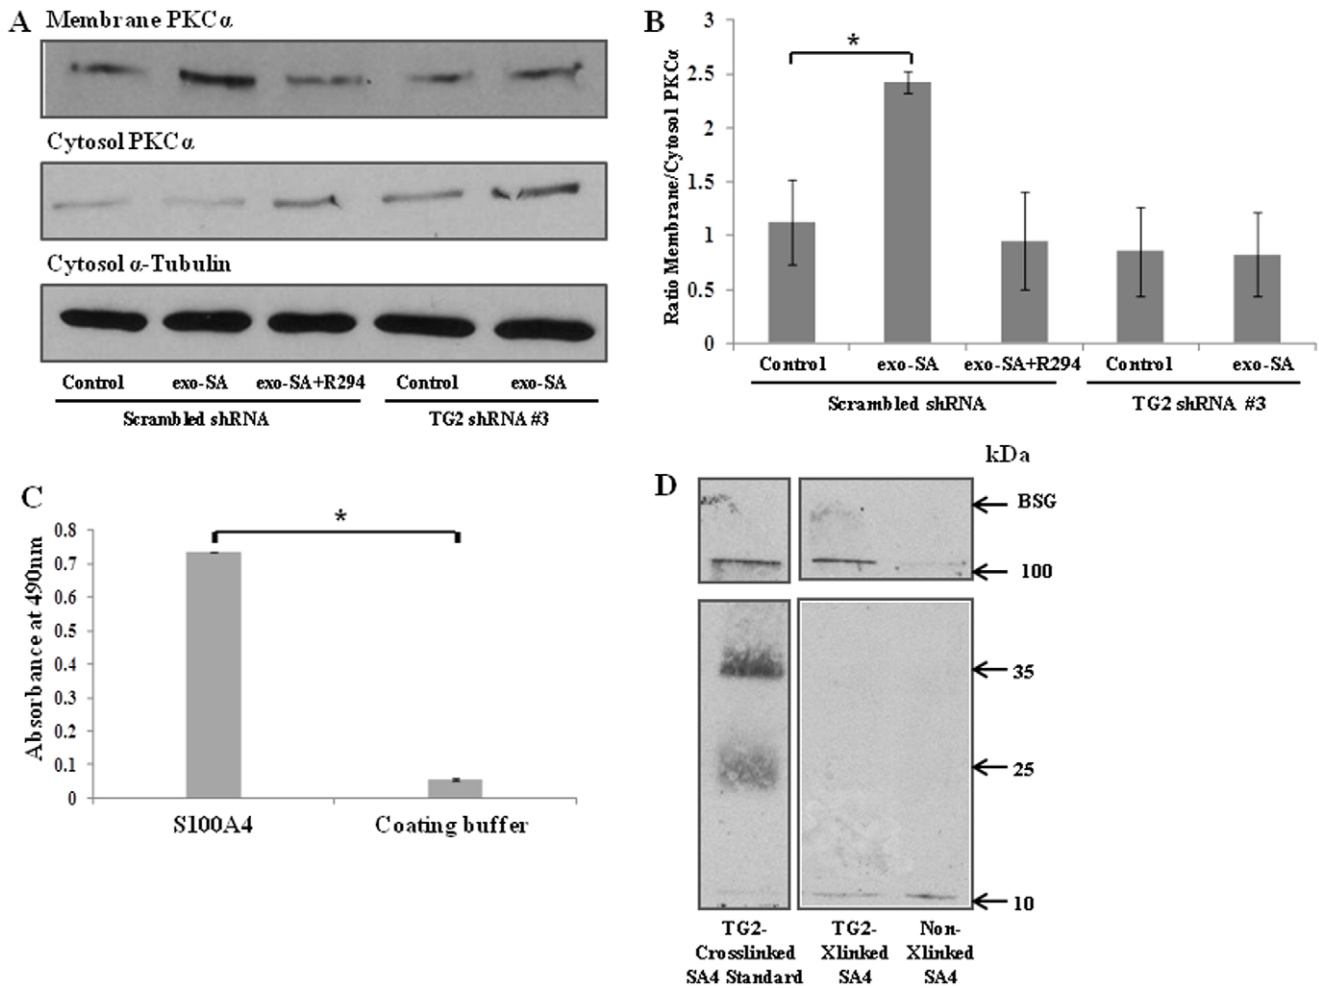 A
Membrane PKCα
Cytosol PKCα
Cytosol α-Tubulin
Control exo-SA exo-SA+R294 Control exo-SA
Scrambled shRNA TG2 shRNA #3
B
Ratio Membrane/Cytosol PKCα
3
2.5
2
1.5
1
0.5
0
*
Control exo-SA exo-SA+R294 Control exo-SA
Scrambled shRNA TG2 shRNA #3
C
Absorbance at 490nm
0.8
0.7
0.6
0.5
0.4
0.3
0.2
0.1
0
*
S100A4 Coating buffer
D
kDa
BSG
100
35
25
10
TG2-
Crosslinked
SA4 Standard
TG2-
Xlinked
SA4
Non-
Xlinked
SA4